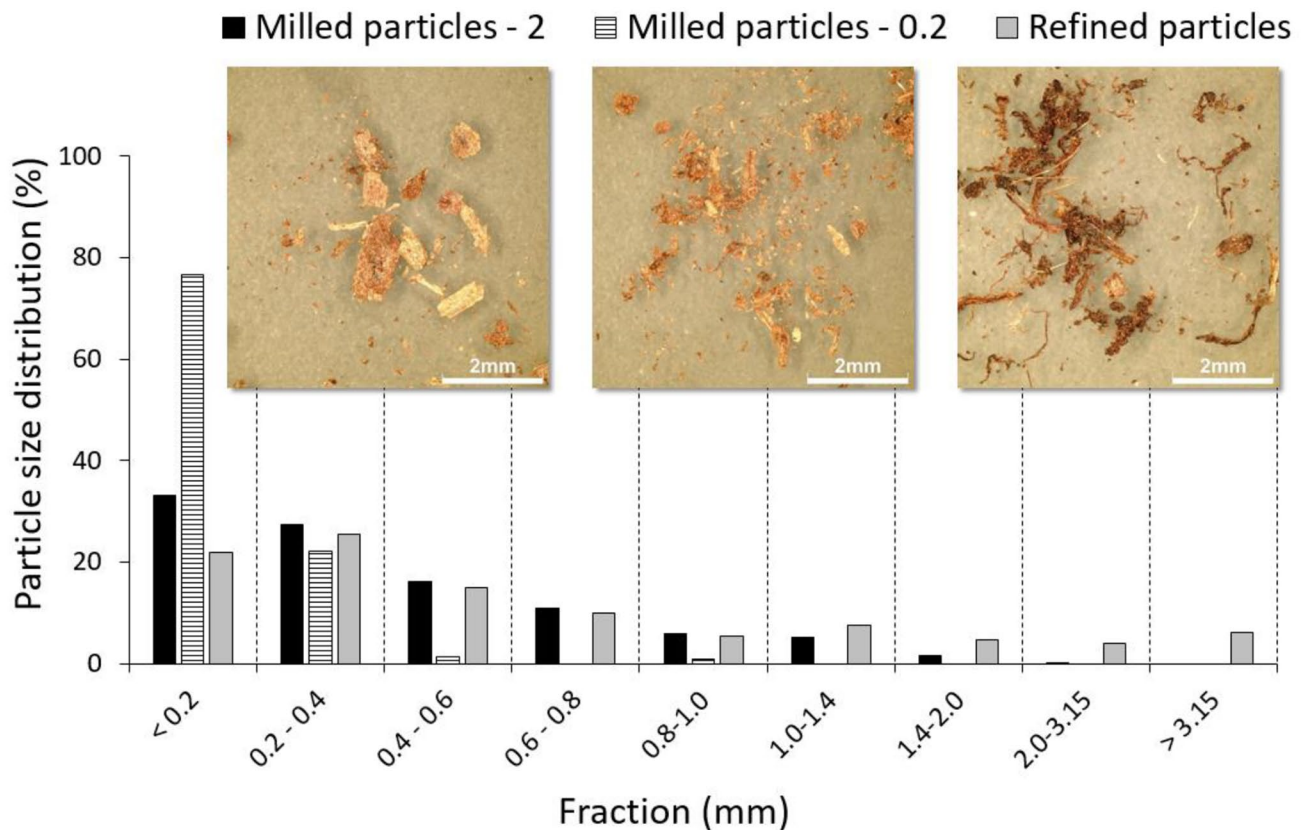 Milled particles - 2 Milled particles - 0.2 Refined particles
2mm 2mm 2mm
Particle size distribution (%)
100
80
60
40
20
0
< 0.2 0.2 - 0.4 0.4 - 0.6 0.6 - 0.8 0.8-1.0 1.0-1.4 1.4-2.0 2.0-3.15 > 3.15
Fraction (mm)